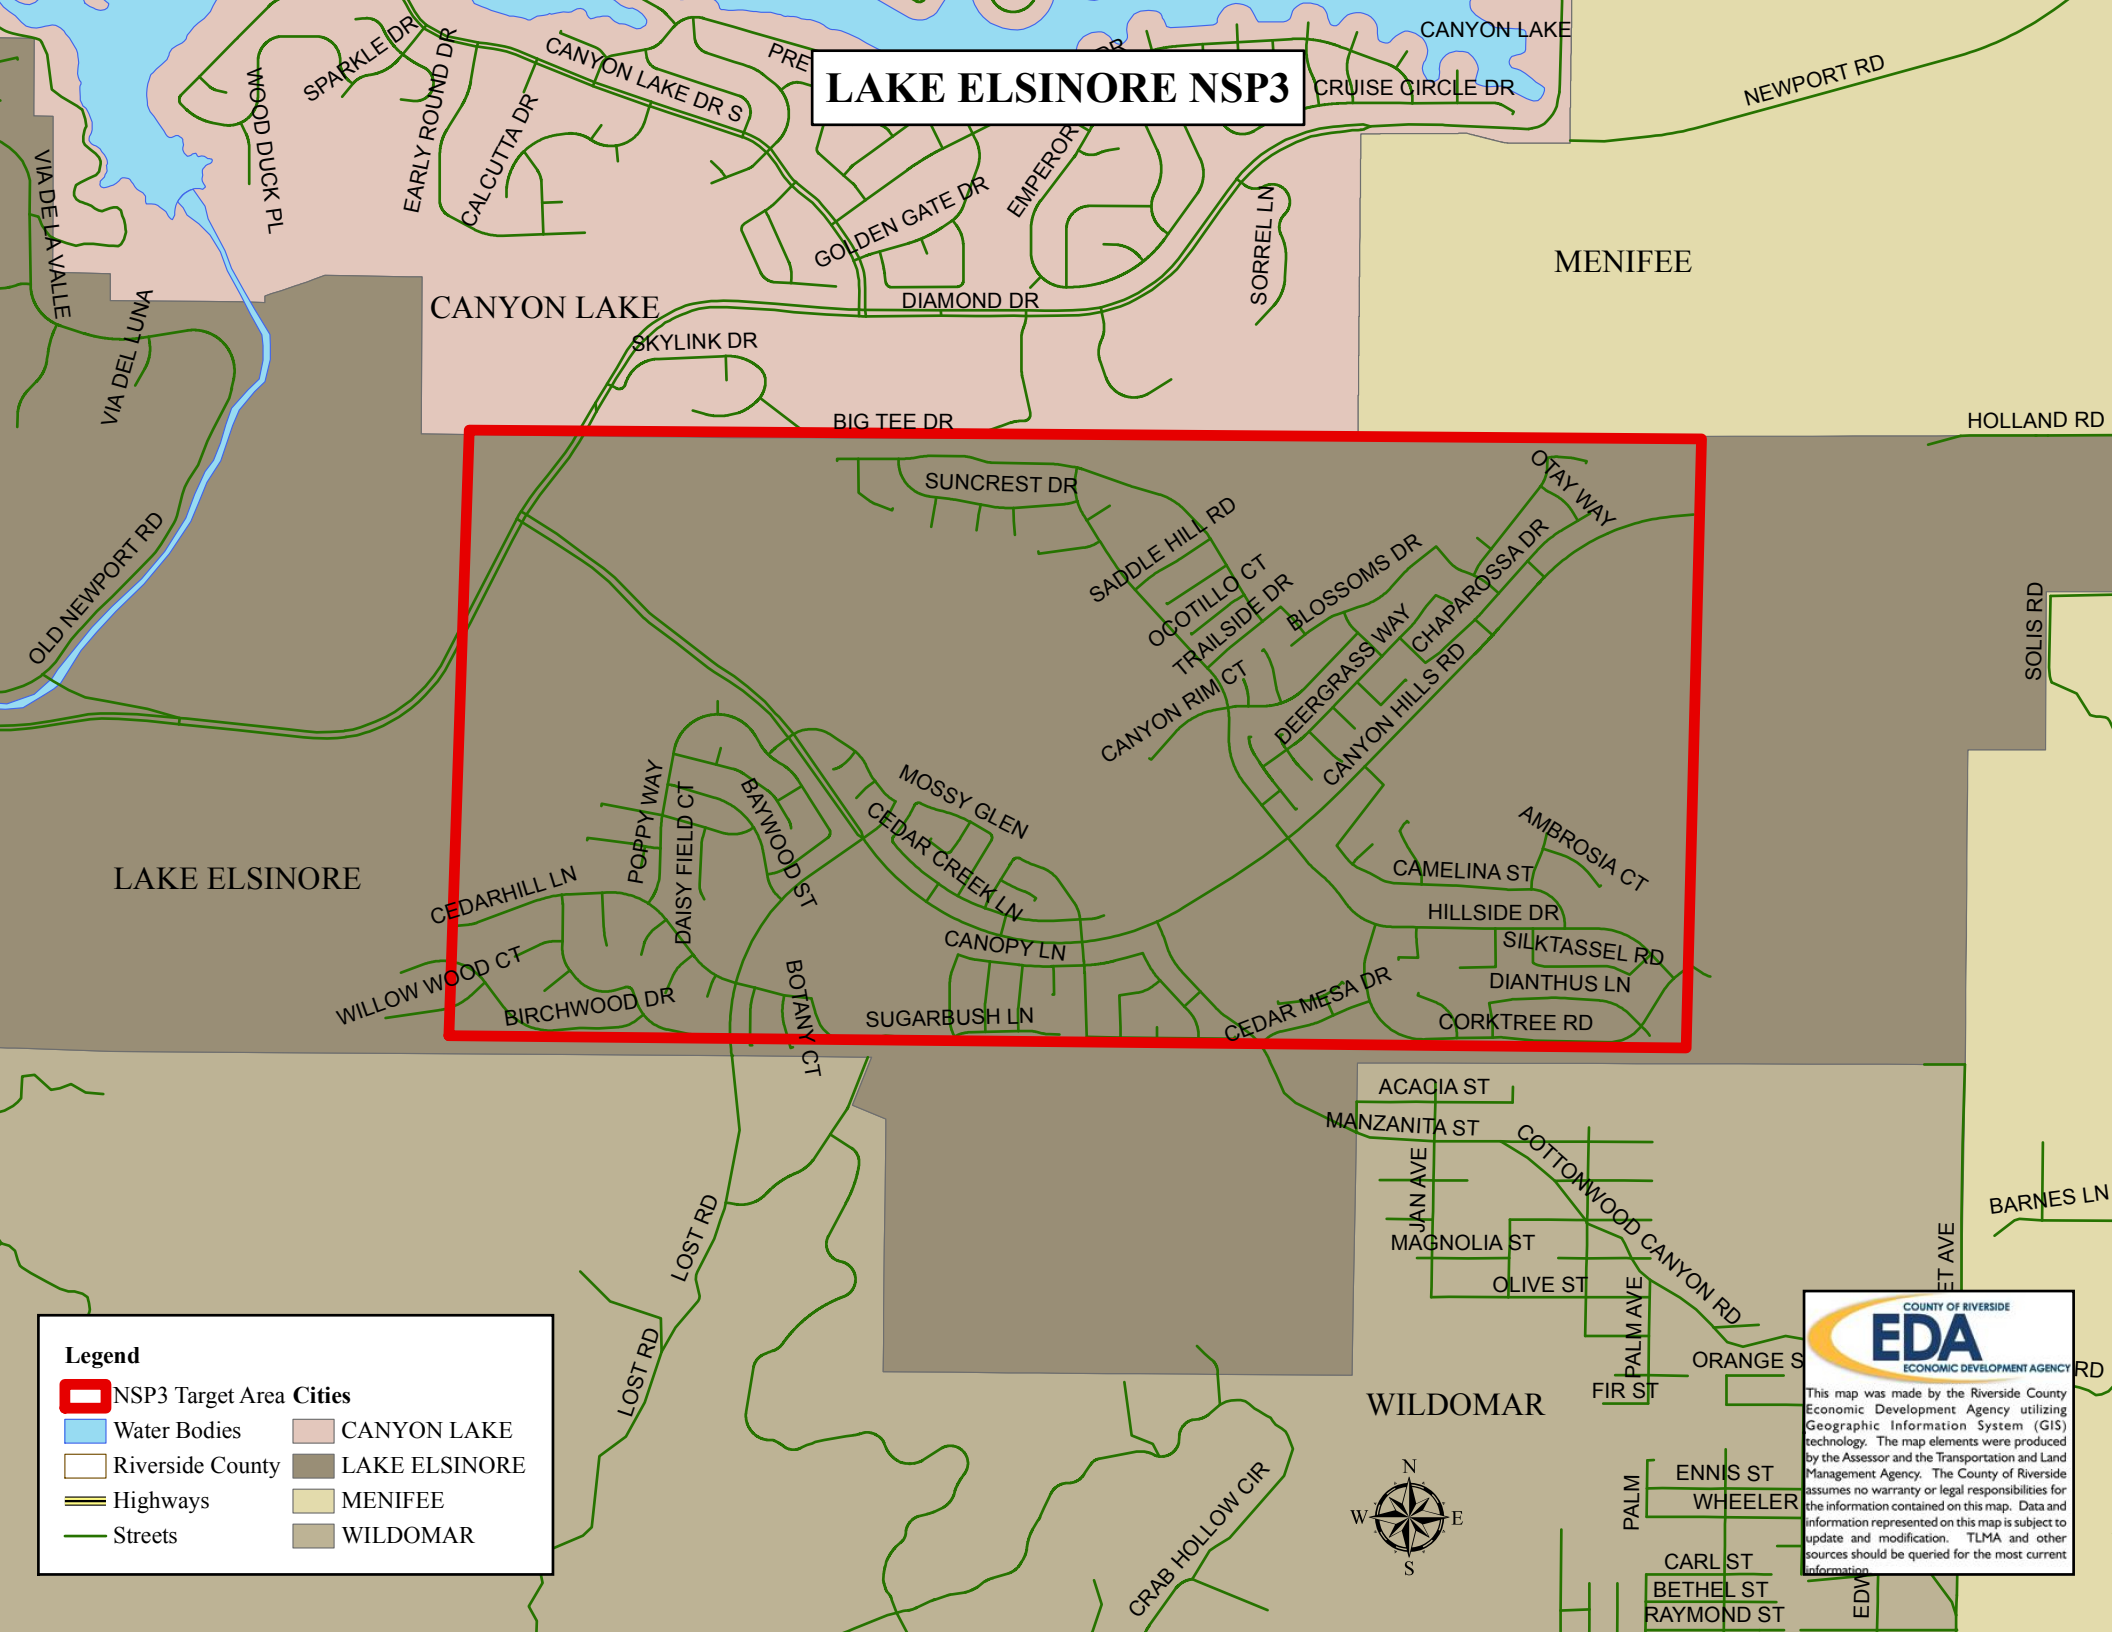 CANYON LAKE
SPARKLE DR
EARLY ROUND DR
CANYON LAKE DR S
PRE
DR
LAKE ELSINORE NSP3
CRUISE CIRCLE DR
NEWPORT RD
WOOD DUCK PL
CALCUTTA DR
VIA DE LA VALLE
GOLDEN GATE DR
EMPEROR
SORREL LN
MENIFEE
CANYON LAKE
DIAMOND DR
VIA DEL LUNA
SKYLINK DR
BIG TEE DR
HOLLAND RD
SUNCREST DR
OTAY WAY
SADDLE HILL RD
OLD NEWPORT RD
OCOTILLO CT
TRAILSIDE DR
BLOSSOMS DR
CHAPAROSSA DR
SOLIS RD
CANYON RIM CT
DEERGRASS WAY
CANYON HILLS RD
POPPY WAY
DAISY FIELD CT
BAYWOOD ST
MOSSY GLEN
CEDAR CREEK LN
AMBROSIA CT
CAMELINA ST
LAKE ELSINORE
CEDARHILL LN
HILLSIDE DR
CANOPY LN
SILKTASSEL RD
WILLOW WOOD CT
BOTANY CT
DIANTHUS LN
BIRCHWOOD DR
SUGARBUSH LN
CEDAR MESA DR
CORKTREE RD
ACACIA ST
MANZANITA ST
COTTONWOOD CANYON RD
JAN AVE
BARNES LN
LOST RD
MAGNOLIA ST
ET AVE
OLIVE ST
PALM AVE
LOST RD
ORANGE S
RD
FIR ST
WILDOMAR
ENNIS ST
PALM
WHEELER
CRAB HOLLOW CIR
CARL ST
BETHEL ST
EDW
RAYMOND ST
N
W
E
S
Legend
NSP3 Target Area
Water Bodies
Riverside County
Highways
Streets
Cities
CANYON LAKE
LAKE ELSINORE
MENIFEE
WILDOMAR
COUNTY OF RIVERSIDE
EDA
ECONOMIC DEVELOPMENT AGENCY
This map was made by the Riverside County
Economic Development Agency utilizing
Geographic Information System (GIS)
technology. The map elements were produced
by the Assessor and the Transportation and Land
Management Agency. The County of Riverside
assumes no warranty or legal responsibilities for
the information contained on this map. Data and
information represented on this map is subject to
update and modification. TLMA and other
sources should be queried for the most current
information.